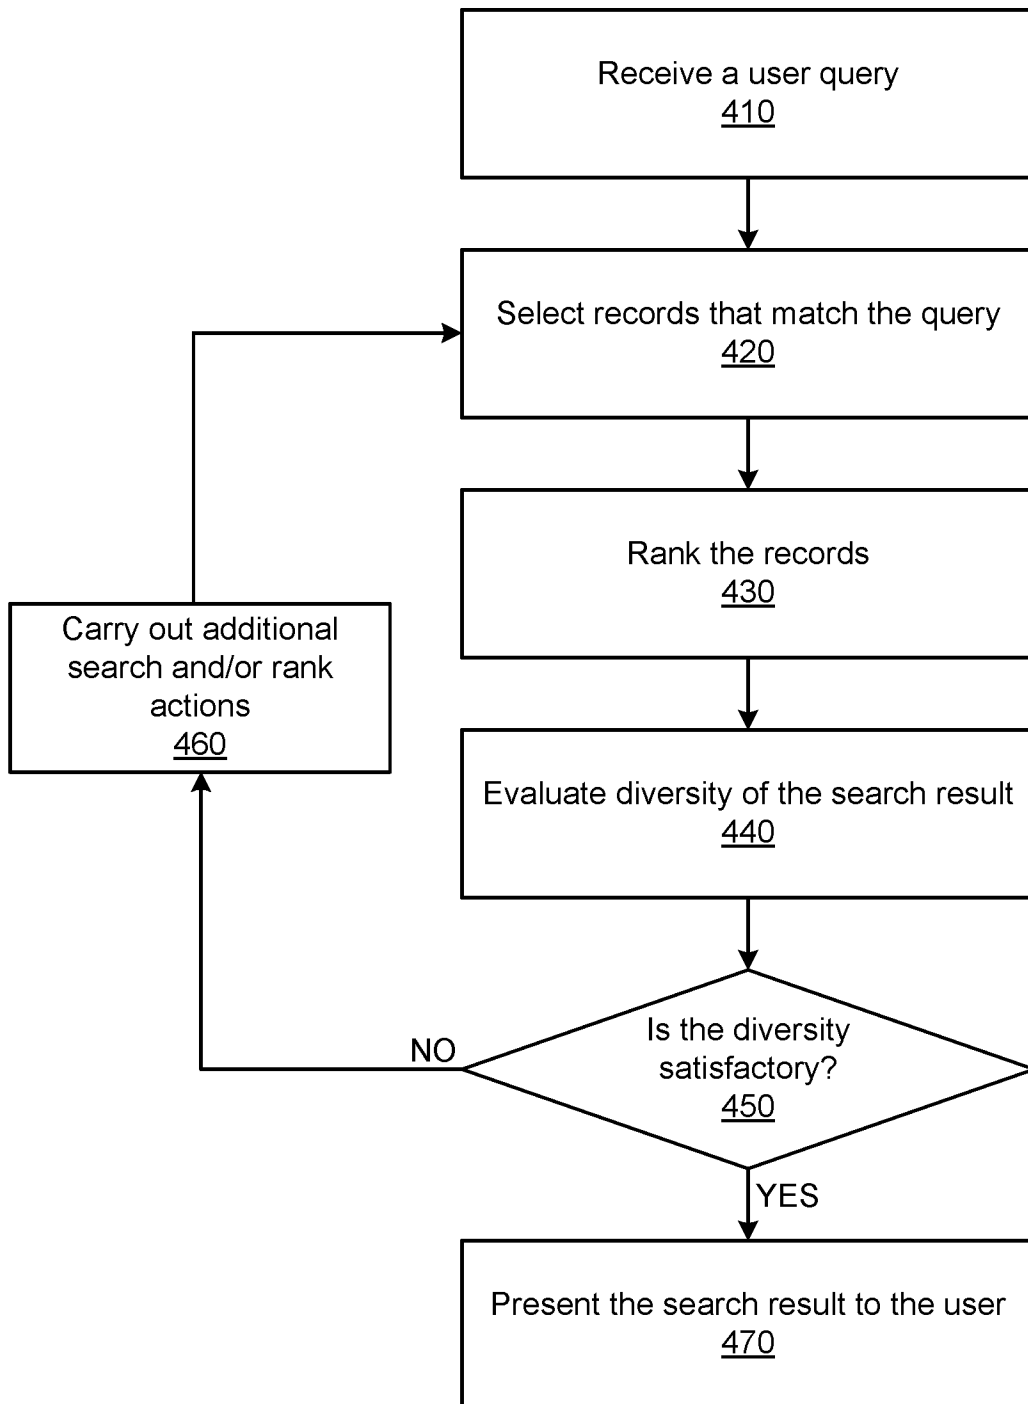 Receive a user query
410
Select records that match the query
420
Rank the records
430
Carry out additional
search and/or rank
actions
460
Evaluate diversity of the search result
440
Is the diversity
satisfactory?
450
NO
YES
Present the search result to the user
470